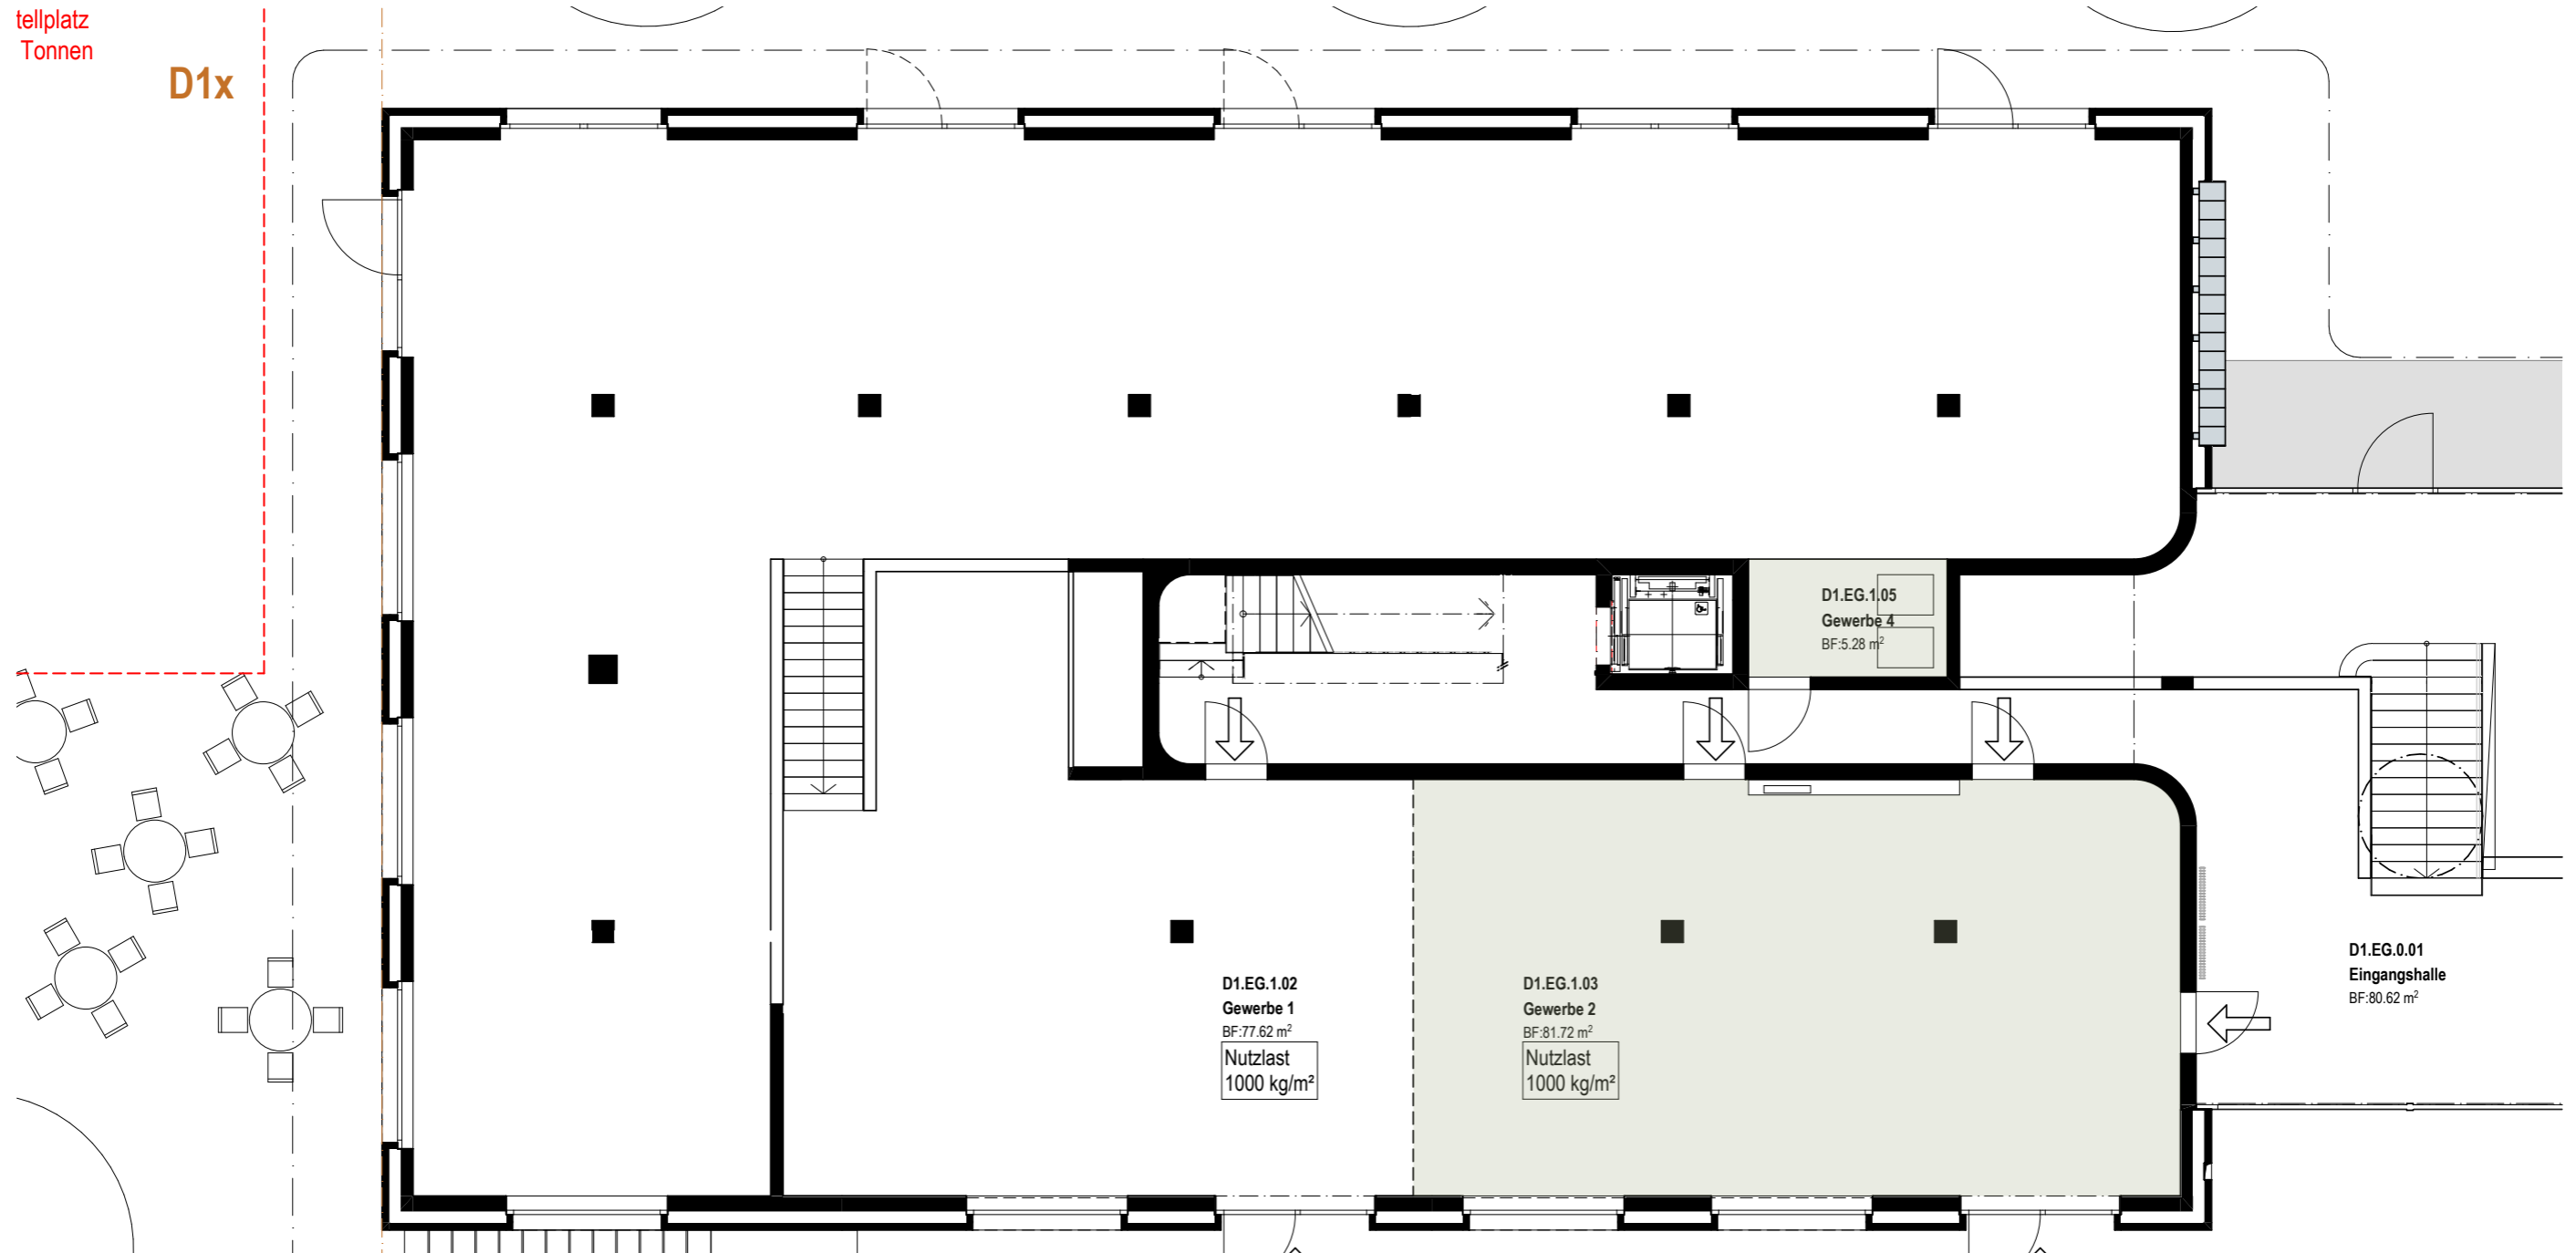 tellplatz
Tonnen
D1x
D1.EG.1.05
Gewerbe 4
BF:5.28 m²
D1.EG.1.02
Gewerbe 1
BF:77.62 m²
Nutzlast
1000 kg/m²
D1.EG.1.03
Gewerbe 2
BF:81.72 m²
Nutzlast
1000 kg/m²
D1.EG.0.01
Eingangshalle
BF:80.62 m²